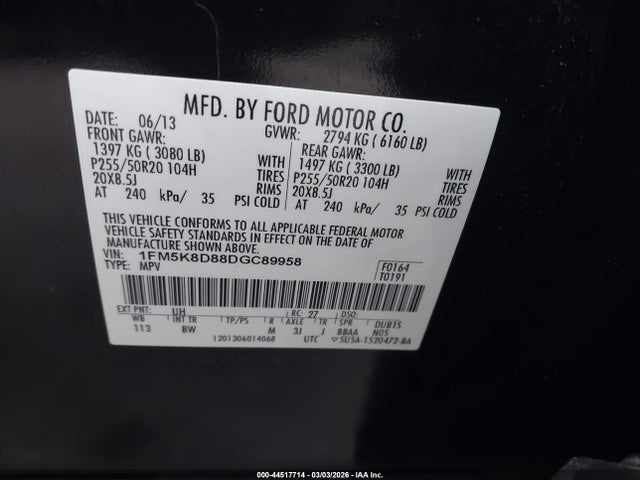 MFD. BY FORD MOTOR CO.
DATE: 06/13 GVWR: 2794 KG ( 6160 LB)
FRONT GAWR: REAR GAWR:
1397 KG ( 3080 LB) WITH 1497 KG ( 3300 LB) WITH
P255/50R20 104H TIRES P255/50R20 104H TIRES
20X8.5J RIMS 20X8.5J RIMS
AT 240 kPa/ 35 PSI COLD AT 240 kPa/ 35 PSI COLD
THIS VEHICLE CONFORMS TO ALL APPLICABLE FEDERAL MOTOR
VEHICLE SAFETY STANDARDS IN EFFECT ON THE DATE OF
MANUFACTURE SHOWN ABOVE.
VIN: 1FM5K8D88DGC89958 F0164
TYPE: MPV T0191
EXT PNT: UH RC: 27 DSO:
WB INT TR TP/PS R AXLE TR SPR DUBTS
113 BW M 3J J BBAA N05
1201306014068 UTC 5U5A-1520472-BA
000-44517714 - 03/03/2026 - IAA Inc.